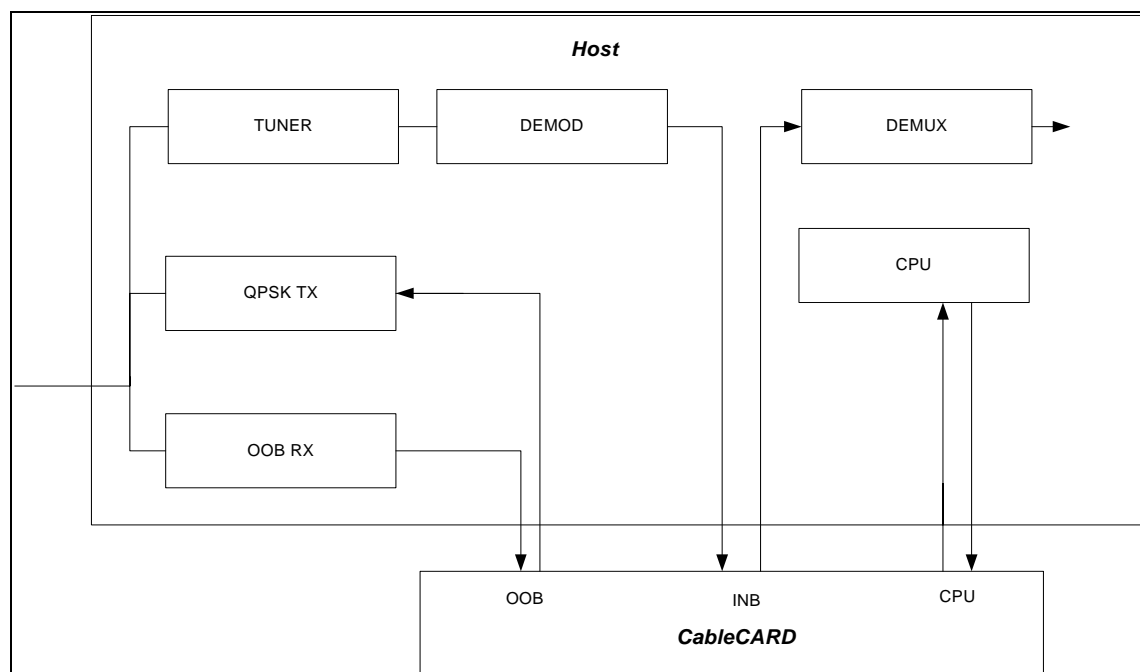 Host
TUNER
DEMOD
DEMUX
QPSK TX
CPU
OOB RX
OOB
INB
CPU
CableCARD